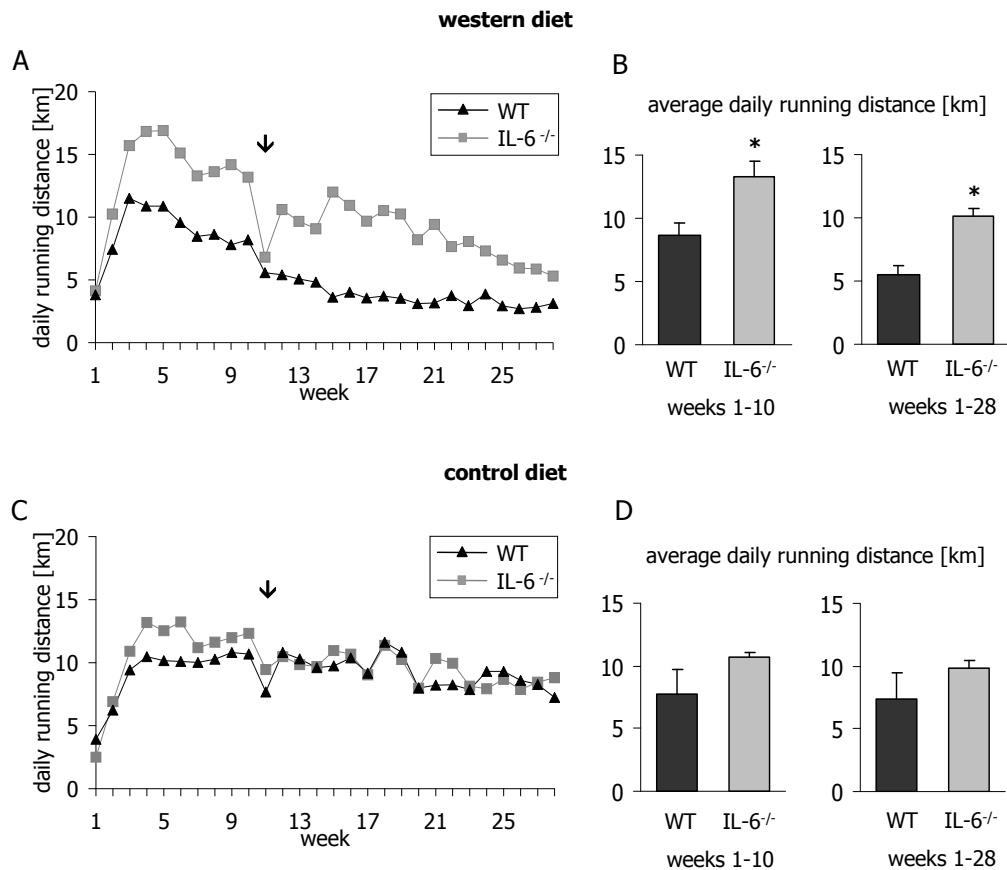 western diet
A
daily running distance [km]
20
15
10
5
0
WT
IL-6 -/-
1 5 9 13 17 21 25
week
B
average daily running distance [km]
15
10
5
0
*
WT IL-6-/-
weeks 1-10
15
10
5
0
*
WT IL-6-/-
weeks 1-28
control diet
C
daily running distance [km]
20
15
10
5
0
WT
IL-6 -/-
1 5 9 13 17 21 25
week
D
average daily running distance [km]
15
10
5
0
WT IL-6-/-
weeks 1-10
15
10
5
0
WT IL-6-/-
weeks 1-28